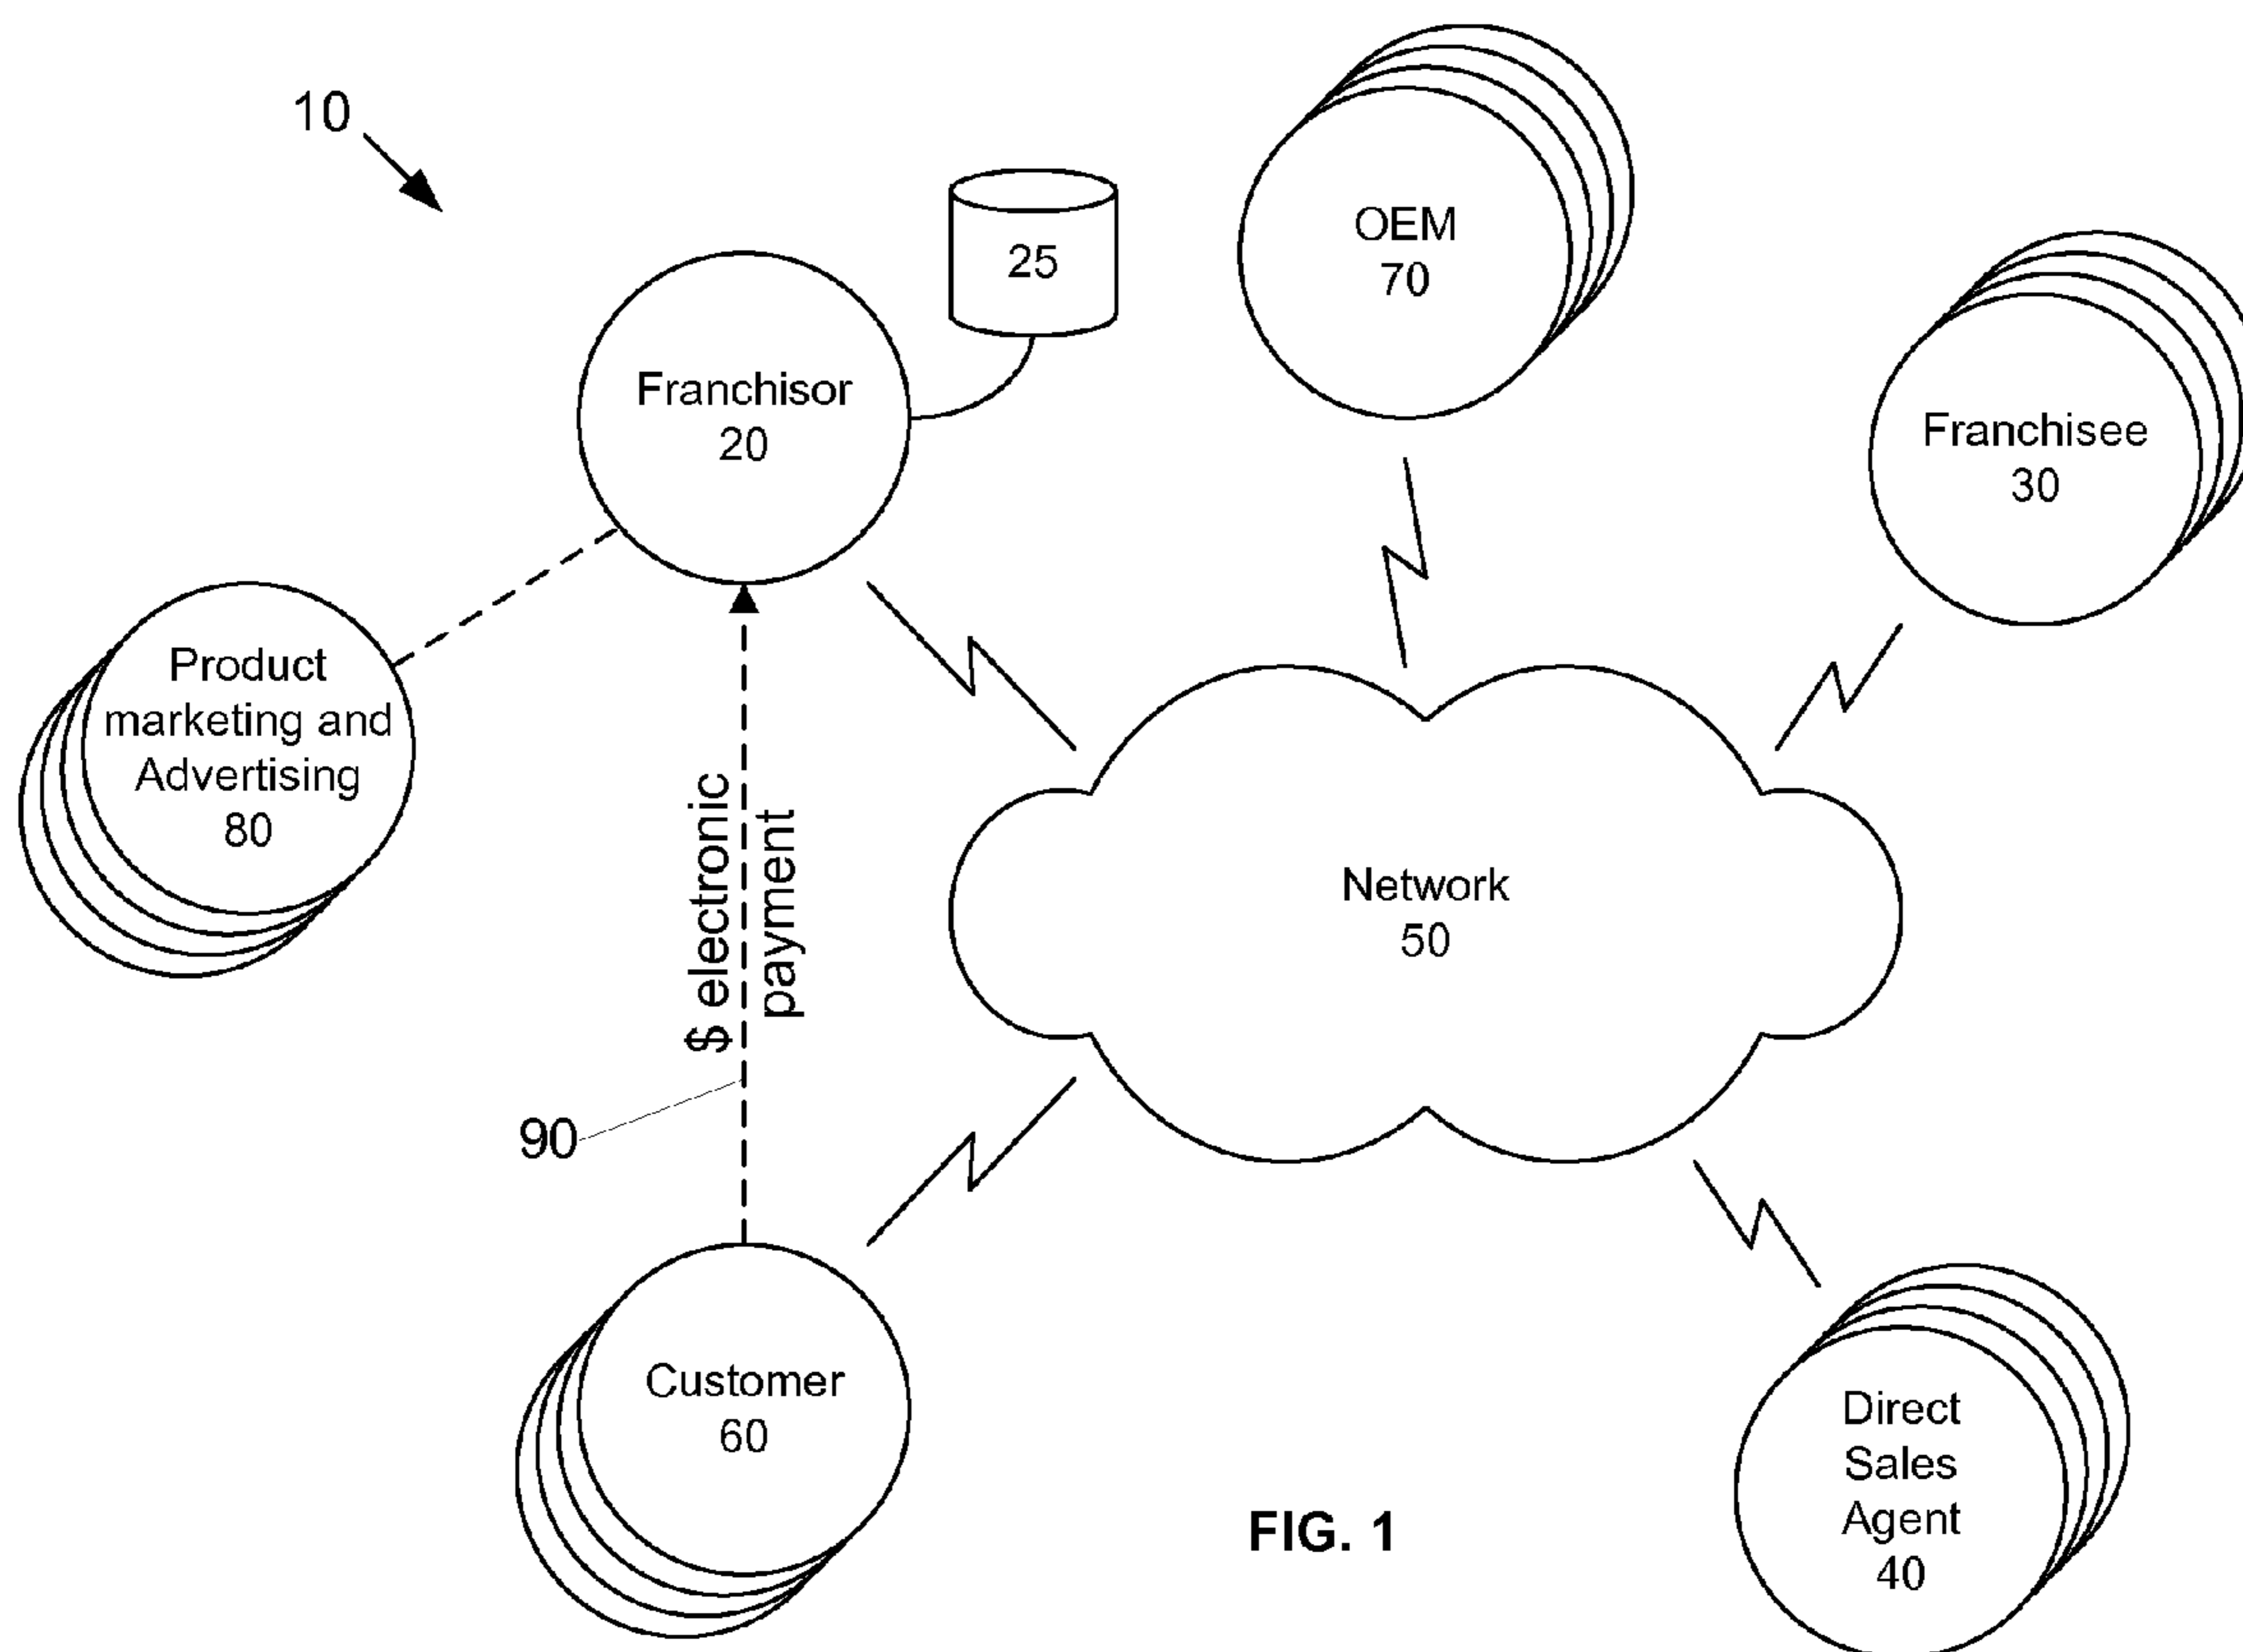 10
25
OEM
70
Franchisor
20
Franchisee
30
Product
marketing and
Advertising
80
$ electronic
payment
Network
50
90
Customer
60
Direct
Sales
Agent
40
FIG. 1